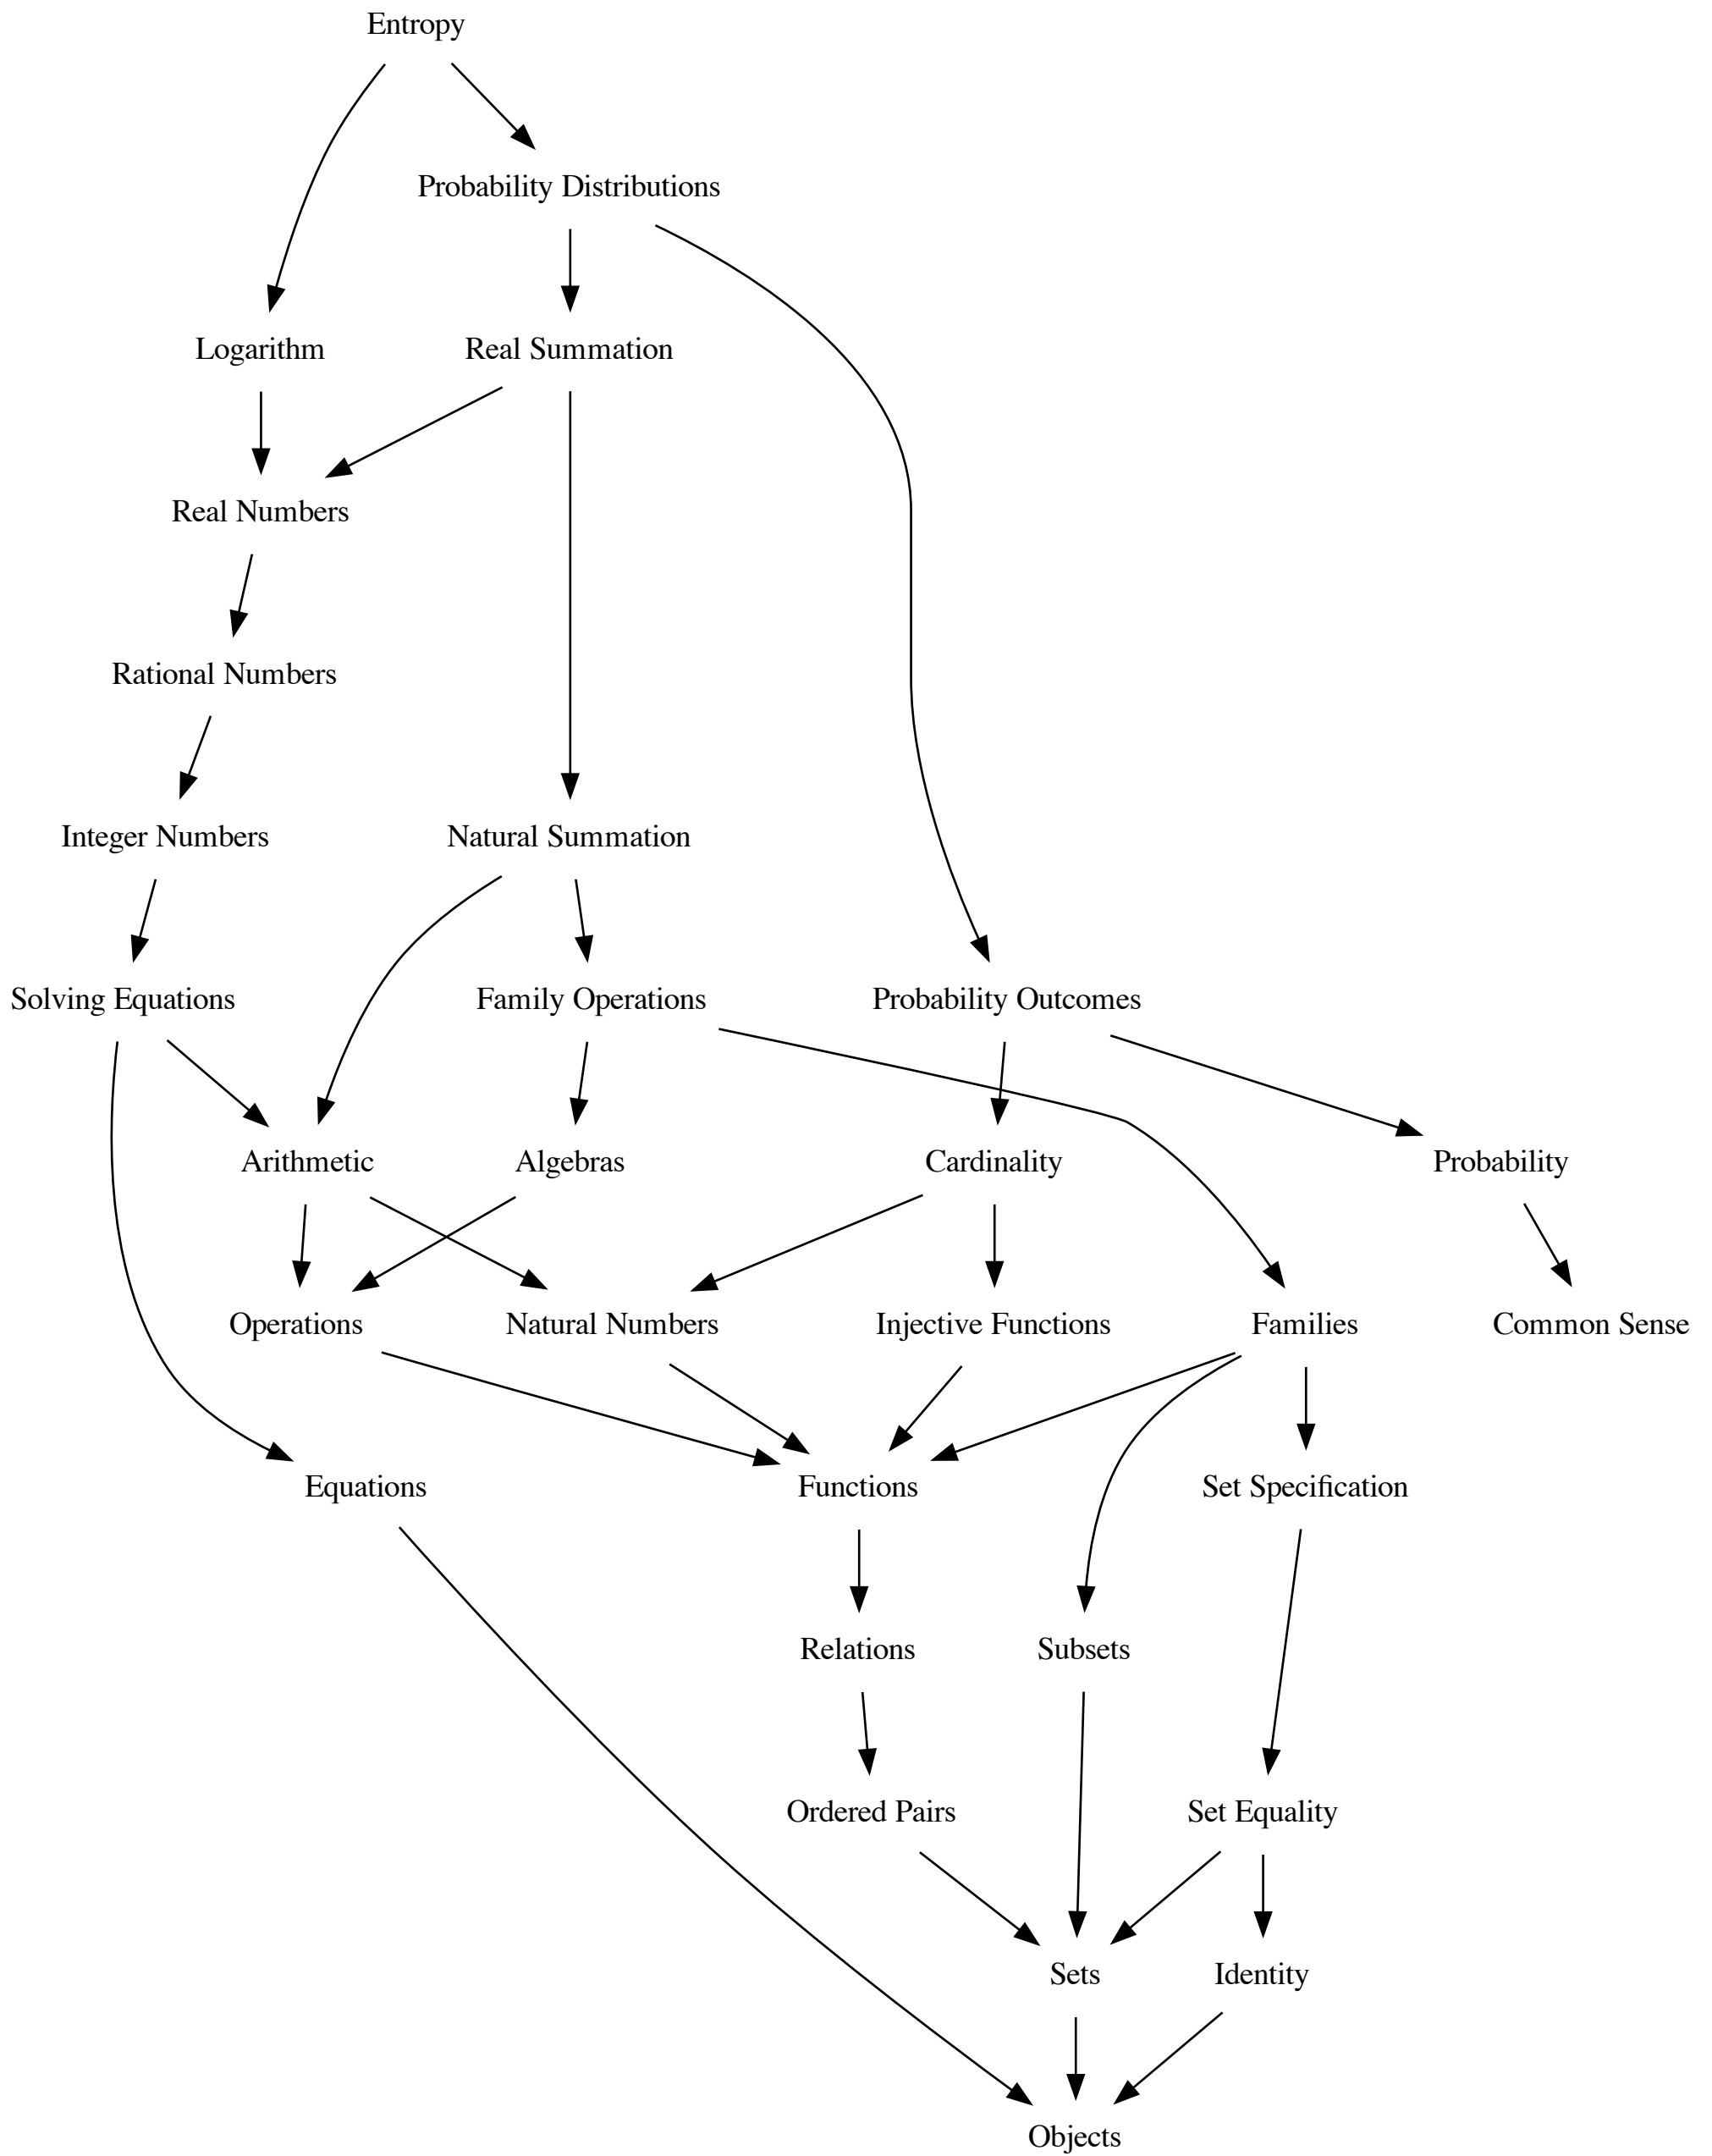 Entropy
Probability Distributions
Logarithm
Real Summation
Real Numbers
Rational Numbers
Integer Numbers
Natural Summation
Solving Equations
Family Operations
Probability Outcomes
Arithmetic
Algebras
Cardinality
Probability
Operations
Natural Numbers
Injective Functions
Families
Common Sense
Equations
Functions
Set Specification
Relations
Subsets
Ordered Pairs
Set Equality
Sets
Identity
Objects